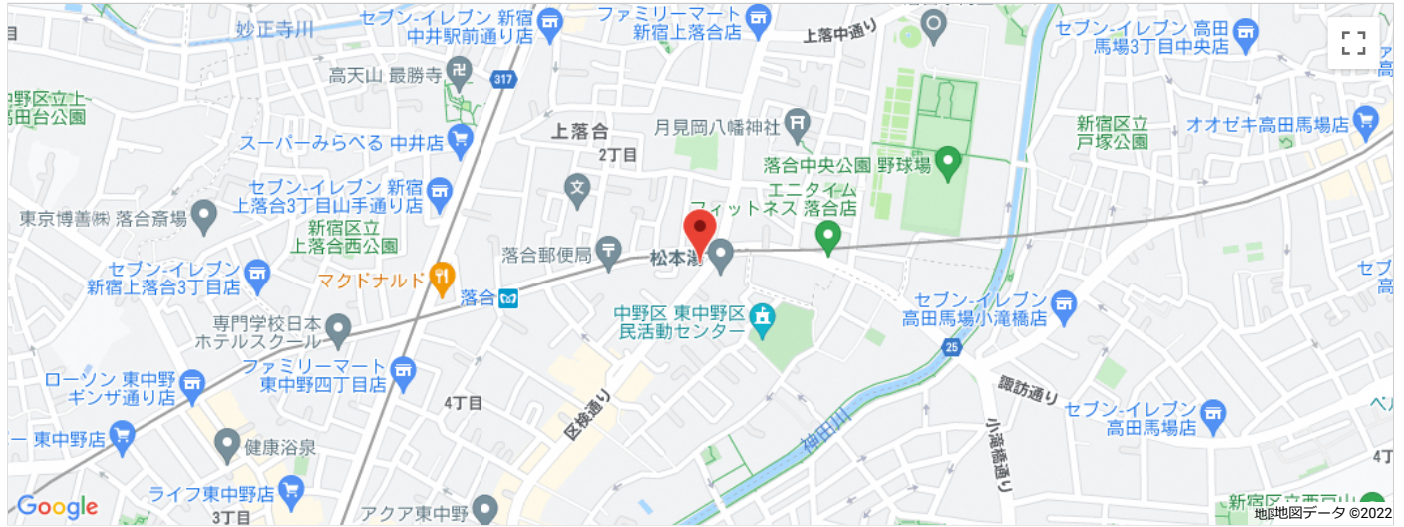 妙正寺川
セブン-イレブン 新宿
中井駅前通り店
ファミリーマート
新宿上落合店
上落中通り
セブン-イレブン 高田
馬場3丁目中央店
高天山 最勝寺
317
中野区立上
高田台公園
スーパーみらべる 中井店
上落合
2丁目
月見岡八幡神社
新宿区立
戸塚公園
オオゼキ高田馬場店
落合中央公園 野球場
文
エニタイム
フィットネス 落合店
セブン-イレブン 新宿
上落合3丁目山手通り店
東京博善㈱ 落合斎場
新宿区立
上落合西公園
落合郵便局
松本
セブン-イレブン
新宿上落合3丁目店
マクドナルド
落合
中野区 東中野区
民活動センター
セブン-イレブン
高田馬場小滝橋店
専門学校日本
ホテルスクール
25
ファミリーマート
東中野四丁目店
ローソン 東中野
ギンザ通り店
4丁目
区検通り
諏訪通り
セブン-イレブン
高田馬場店
神田川
小滝橋通り
東中野店
健康浴泉
ライフ東中野店
3丁目
アクア東中野
Google
地図データ ©2022